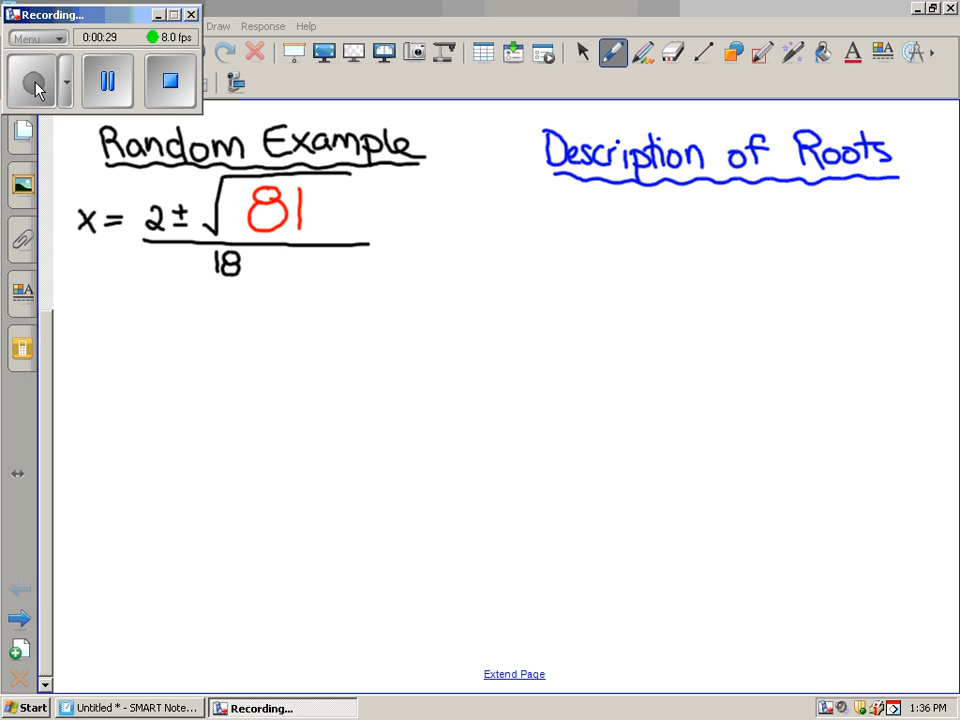 Recording...
Menu
0:00:29
8.0 fps
Draw Response Help
Random Example
Description of Roots
x = 2 ± √81
18
Extend Page
Start
Untitled * - SMART Note...
Recording...
1:36 PM